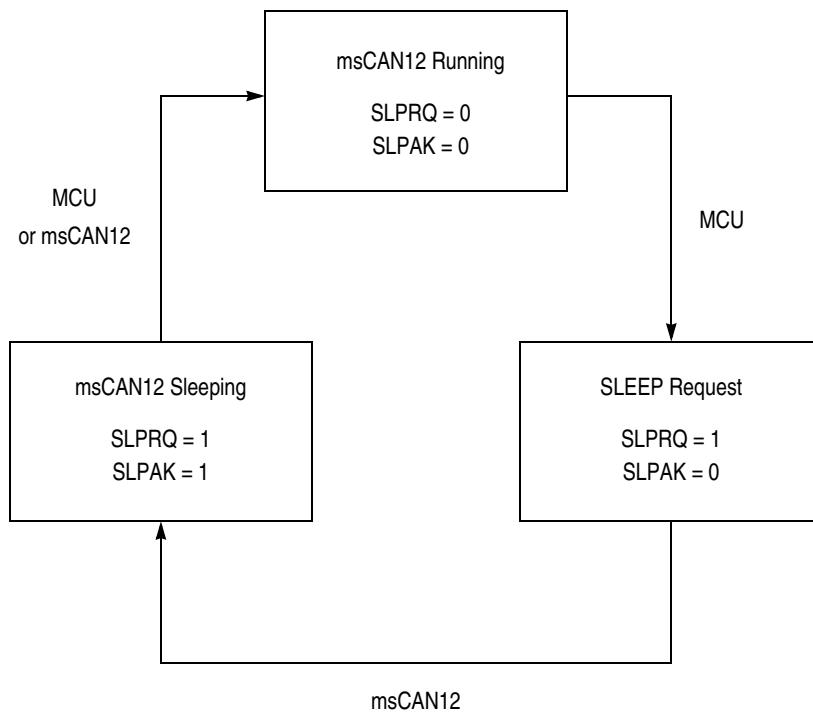 msCAN12 Running
SLPRQ = 0
SLPAK = 0
MCU
or msCAN12
MCU
msCAN12 Sleeping
SLPRQ = 1
SLPAK = 1
SLEEP Request
SLPRQ = 1
SLPAK = 0
msCAN12